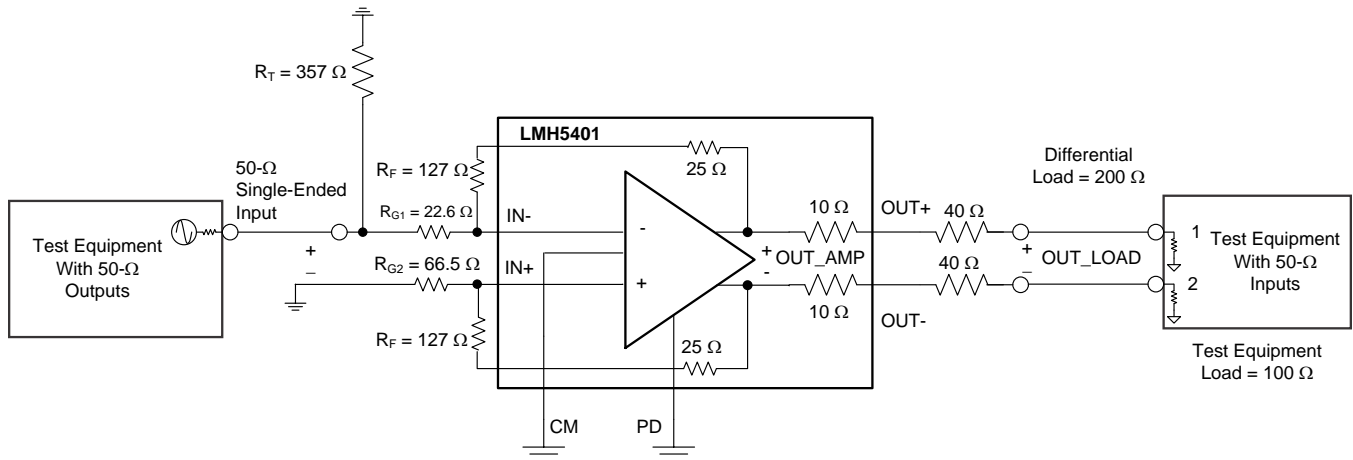 R_T = 357 Ω
LMH5401
50-Ω
Single-Ended
Input
R_F = 127 Ω
25 Ω
Differential
Load = 200 Ω
R_G1 = 22.6 Ω
IN-
10 Ω
OUT+
40 Ω
Test Equipment
With 50-Ω
Outputs
+
–
-
+
+
-
OUT_AMP
+
–
OUT_LOAD
1
2
Test Equipment
With 50-Ω
Inputs
R_G2 = 66.5 Ω
IN+
40 Ω
10 Ω
OUT-
R_F = 127 Ω
25 Ω
Test Equipment
Load = 100 Ω
CM
PD